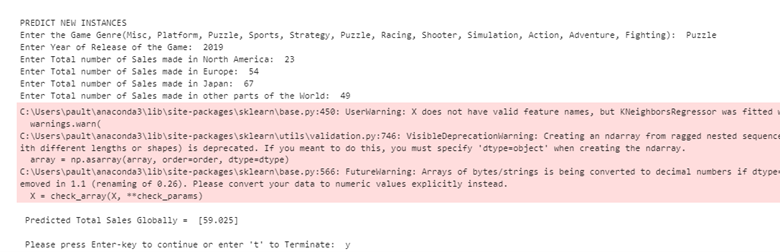 PREDICT NEW INSTANCES
Enter the Game Genre(Misc, Platform, Puzzle, Sports, Strategy, Puzzle, Racing, Shooter, Simulation, Action, Adventure, Fighting): Puzzle
Enter Year of Release of the Game: 2019
Enter Total number of Sales made in North America: 23
Enter Total number of Sales made in Europe: 54
Enter Total number of Sales made in Japan: 67
Enter Total number of Sales made in other parts of the World: 49
C:\Users\pault\anaconda3\lib\site-packages\sklearn\base.py:450: UserWarning: X does not have valid feature names, but KNeighborsRegressor was fitted w
warnings.warn(
C:\Users\pault\anaconda3\lib\site-packages\sklearn\utils\validation.py:746: VisibleDeprecationWarning: Creating an ndarray from ragged nested sequence
ith different lengths or shapes) is deprecated. If you meant to do this, you must specify 'dtype=object' when creating the ndarray.
array = np.asarray(array, order=order, dtype=dtype)
C:\Users\pault\anaconda3\lib\site-packages\sklearn\base.py:566: FutureWarning: Arrays of bytes/strings is being converted to decimal numbers if dtype=
emoved in 1.1 (renaming of 0.26). Please convert your data to numeric values explicitly instead.
X = check_array(X, **check_params)
Predicted Total Sales Globally = [59.025]
Please press Enter-key to continue or enter 't' to Terminate: y